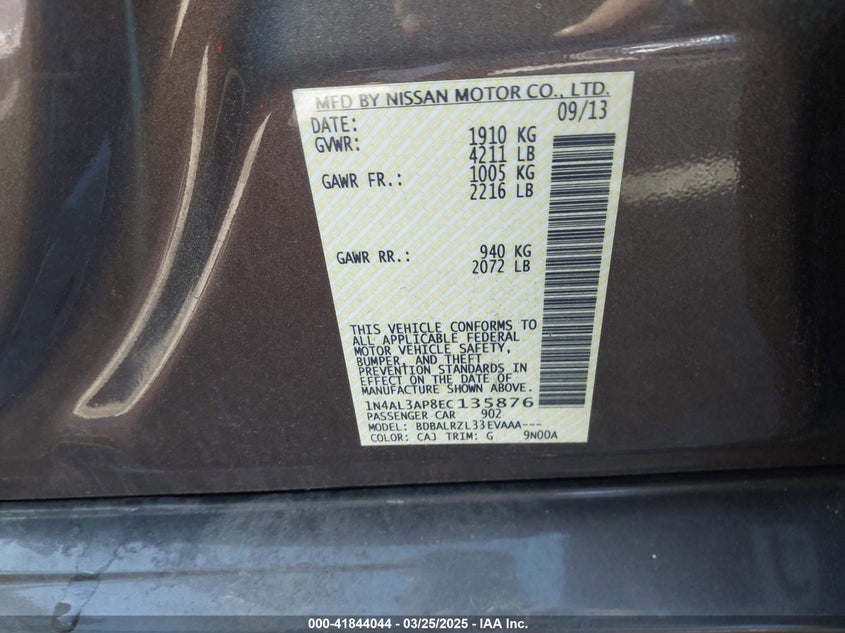 MFD BY NISSAN MOTOR CO., LTD.
DATE: 09/13
GVWR: 1910 KG
4211 LB
GAWR FR.: 1005 KG
2216 LB
GAWR RR.: 940 KG
2072 LB
THIS VEHICLE CONFORMS TO
ALL APPLICABLE FEDERAL
MOTOR VEHICLE SAFETY,
BUMPER, AND THEFT
PREVENTION STANDARDS IN
EFFECT ON THE DATE OF
MANUFACTURE SHOWN ABOVE.
1N4AL3AP8EC135876
PASSENGER CAR 902
MODEL: BDBALRZL33EVAAA---
COLOR: CAJ TRIM: G 9N00A
000-41844044 / 03/25/2025 - IAA Inc.